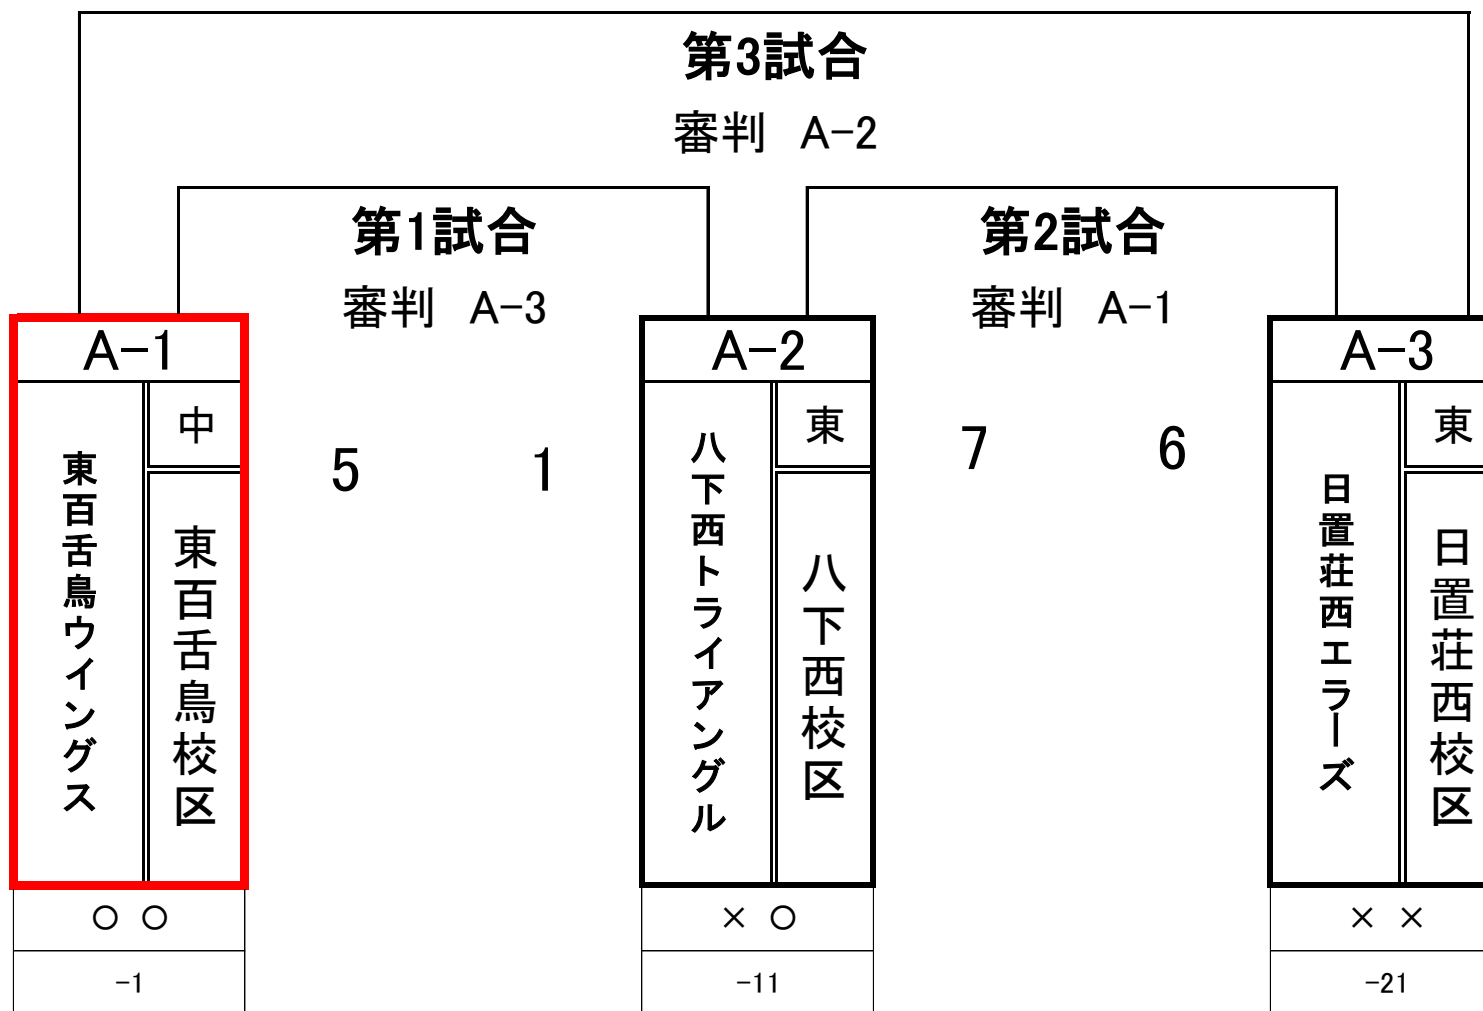 第3試合
審判 A-2
第1試合
審判 A-3
第2試合
審判 A-1
A-1
東百舌鳥ウイングス
中
東百舌鳥校区
5 1
A-2
八下西トライアングル
東
八下西校区
7 6
A-3
日置荘西エラーズ
東
日置荘西校区
○ ○
× ○
× ×
-1
-11
-21